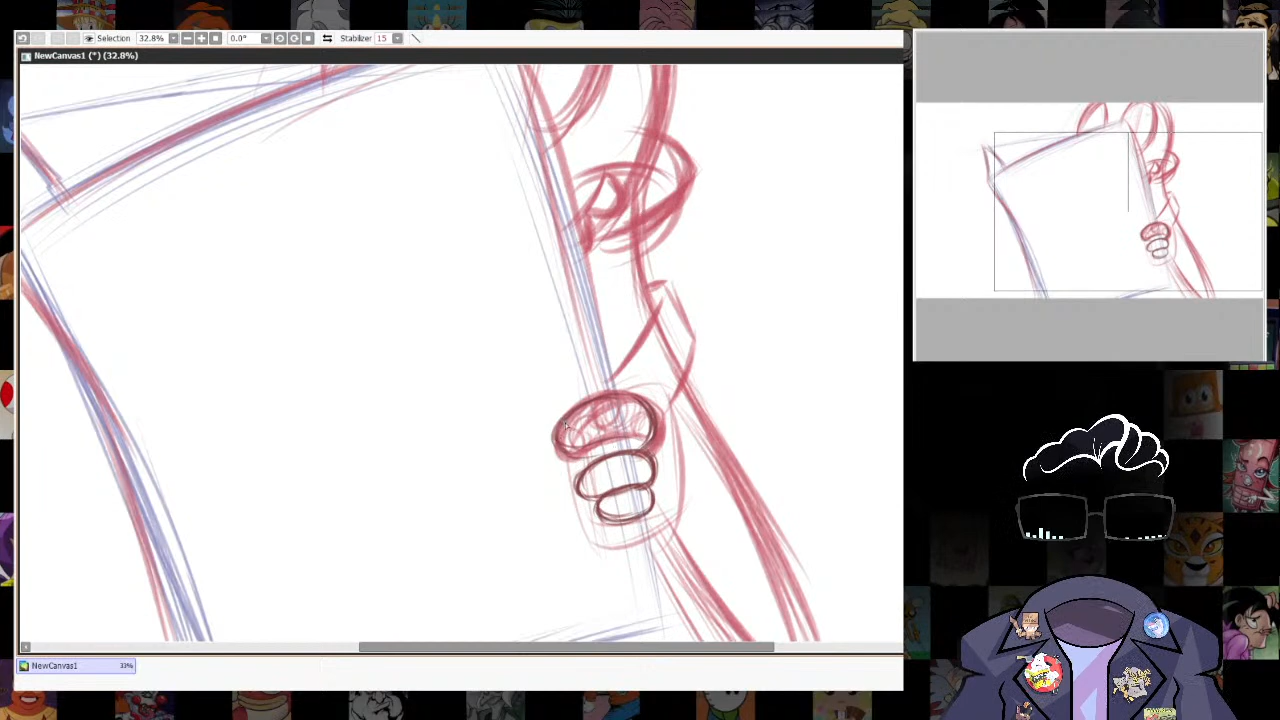 Selection 32.8% 0.0° Stabilizer 15
NewCanvas1 (*) (32.8%)
NewCanvas1 33%